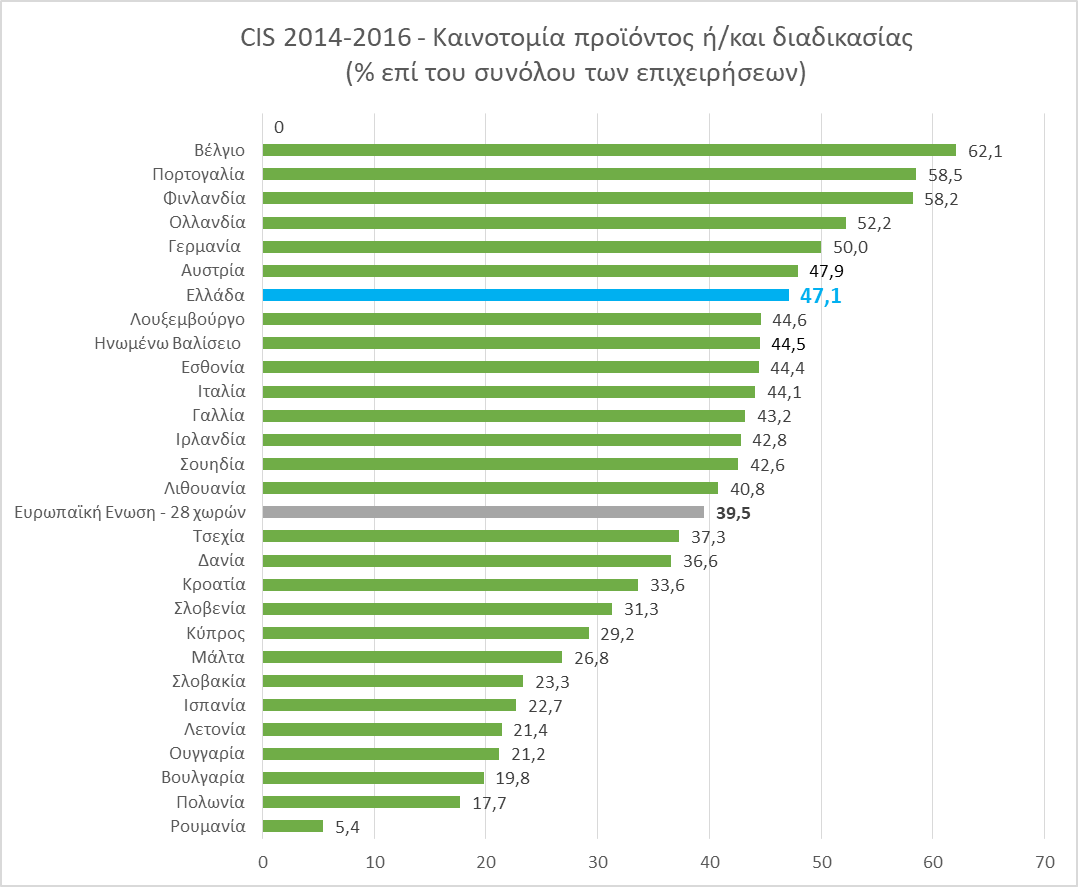 CIS 2014-2016 - Καινοτομία προϊόντος ή/και διαδικασίας
(% επί του συνόλου των επιχειρήσεων)
0
Βέλγιο 62,1
Πορτογαλία 58,5
Φινλανδία 58,2
Ολλανδία 52,2
Γερμανία 50,0
Αυστρία 47,9
Ελλάδα 47,1
Λουξεμβούργο 44,6
Ηνωμένω Βαλίσειο 44,5
Εσθονία 44,4
Ιταλία 44,1
Γαλλία 43,2
Ιρλανδία 42,8
Σουηδία 42,6
Λιθουανία 40,8
Ευρωπαϊκή Ενωση - 28 χωρών 39,5
Τσεχία 37,3
Δανία 36,6
Κροατία 33,6
Σλοβενία 31,3
Κύπρος 29,2
Μάλτα 26,8
Σλοβακία 23,3
Ισπανία 22,7
Λετονία 21,4
Ουγγαρία 21,2
Βουλγαρία 19,8
Πολωνία 17,7
Ρουμανία 5,4
0 10 20 30 40 50 60 70